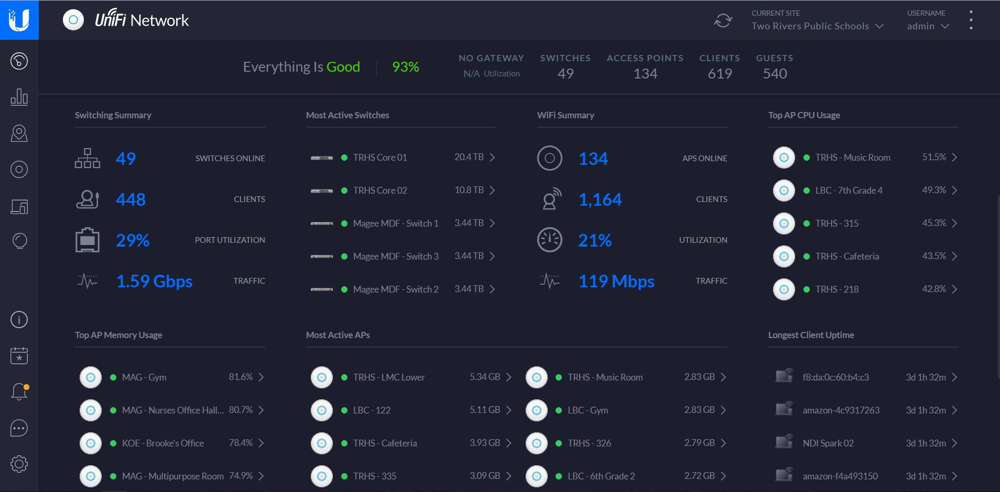 UniFi Network
CURRENT SITE
Two Rivers Public Schools
USERNAME
admin
Everything Is Good
93%
NO GATEWAY
N/A Utilization
SWITCHES
49
ACCESS POINTS
134
CLIENTS
619
GUESTS
540
Switching Summary
49 SWITCHES ONLINE
448 CLIENTS
29% PORT UTILIZATION
1.59 Gbps TRAFFIC
Most Active Switches
TRHS Core 01 20.4 TB
TRHS Core 02 10.8 TB
Magee MDF - Switch 1 3.44 TB
Magee MDF - Switch 3 3.44 TB
Magee MDF - Switch 2 3.44 TB
WiFi Summary
134 APS ONLINE
1,164 CLIENTS
21% UTILIZATION
119 Mbps TRAFFIC
Top AP CPU Usage
TRHS - Music Room 51.5%
LBC - 7th Grade 4 49.3%
TRHS - 315 45.3%
TRHS - Cafeteria 43.5%
TRHS - 218 42.8%
Top AP Memory Usage
MAG - Gym 81.6%
MAG - Nurses Office Hall... 80.7%
KOE - Brooke's Office 78.4%
MAG - Multipurpose Room 74.9%
Most Active APs
TRHS - LMC Lower 5.34 GB
LBC - 122 5.11 GB
TRHS - Cafeteria 3.93 GB
TRHS - 335 3.09 GB
TRHS - Music Room 2.83 GB
LBC - Gym 2.83 GB
TRHS - 326 2.79 GB
LBC - 6th Grade 2 2.72 GB
Longest Client Uptime
f8:da:0c:60:b4:c3 3d 1h 32m
amazon-4c9317263 3d 1h 32m
NDI Spark 02 3d 1h 32m
amazon-f4a493150 3d 1h 32m